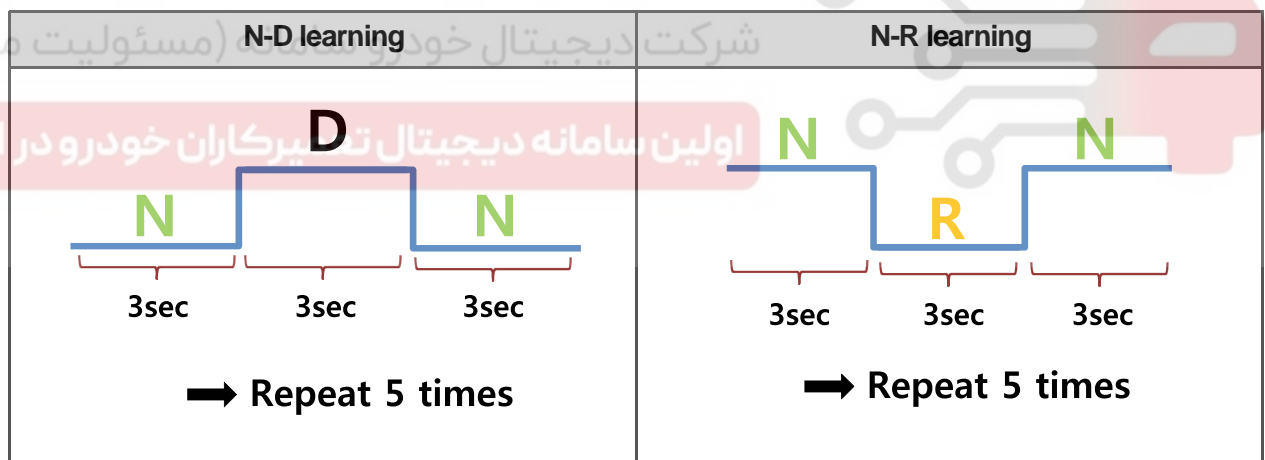 شرکت دیجیتال خودرو سامانه (مسئولیت
N-D learning
N-R learning
اولین سامانه دیجیتال تعمیرکاران خودرو در
D
N
N
3sec
3sec
3sec
➡ Repeat 5 times
N
N
R
3sec
3sec
3sec
➡ Repeat 5 times